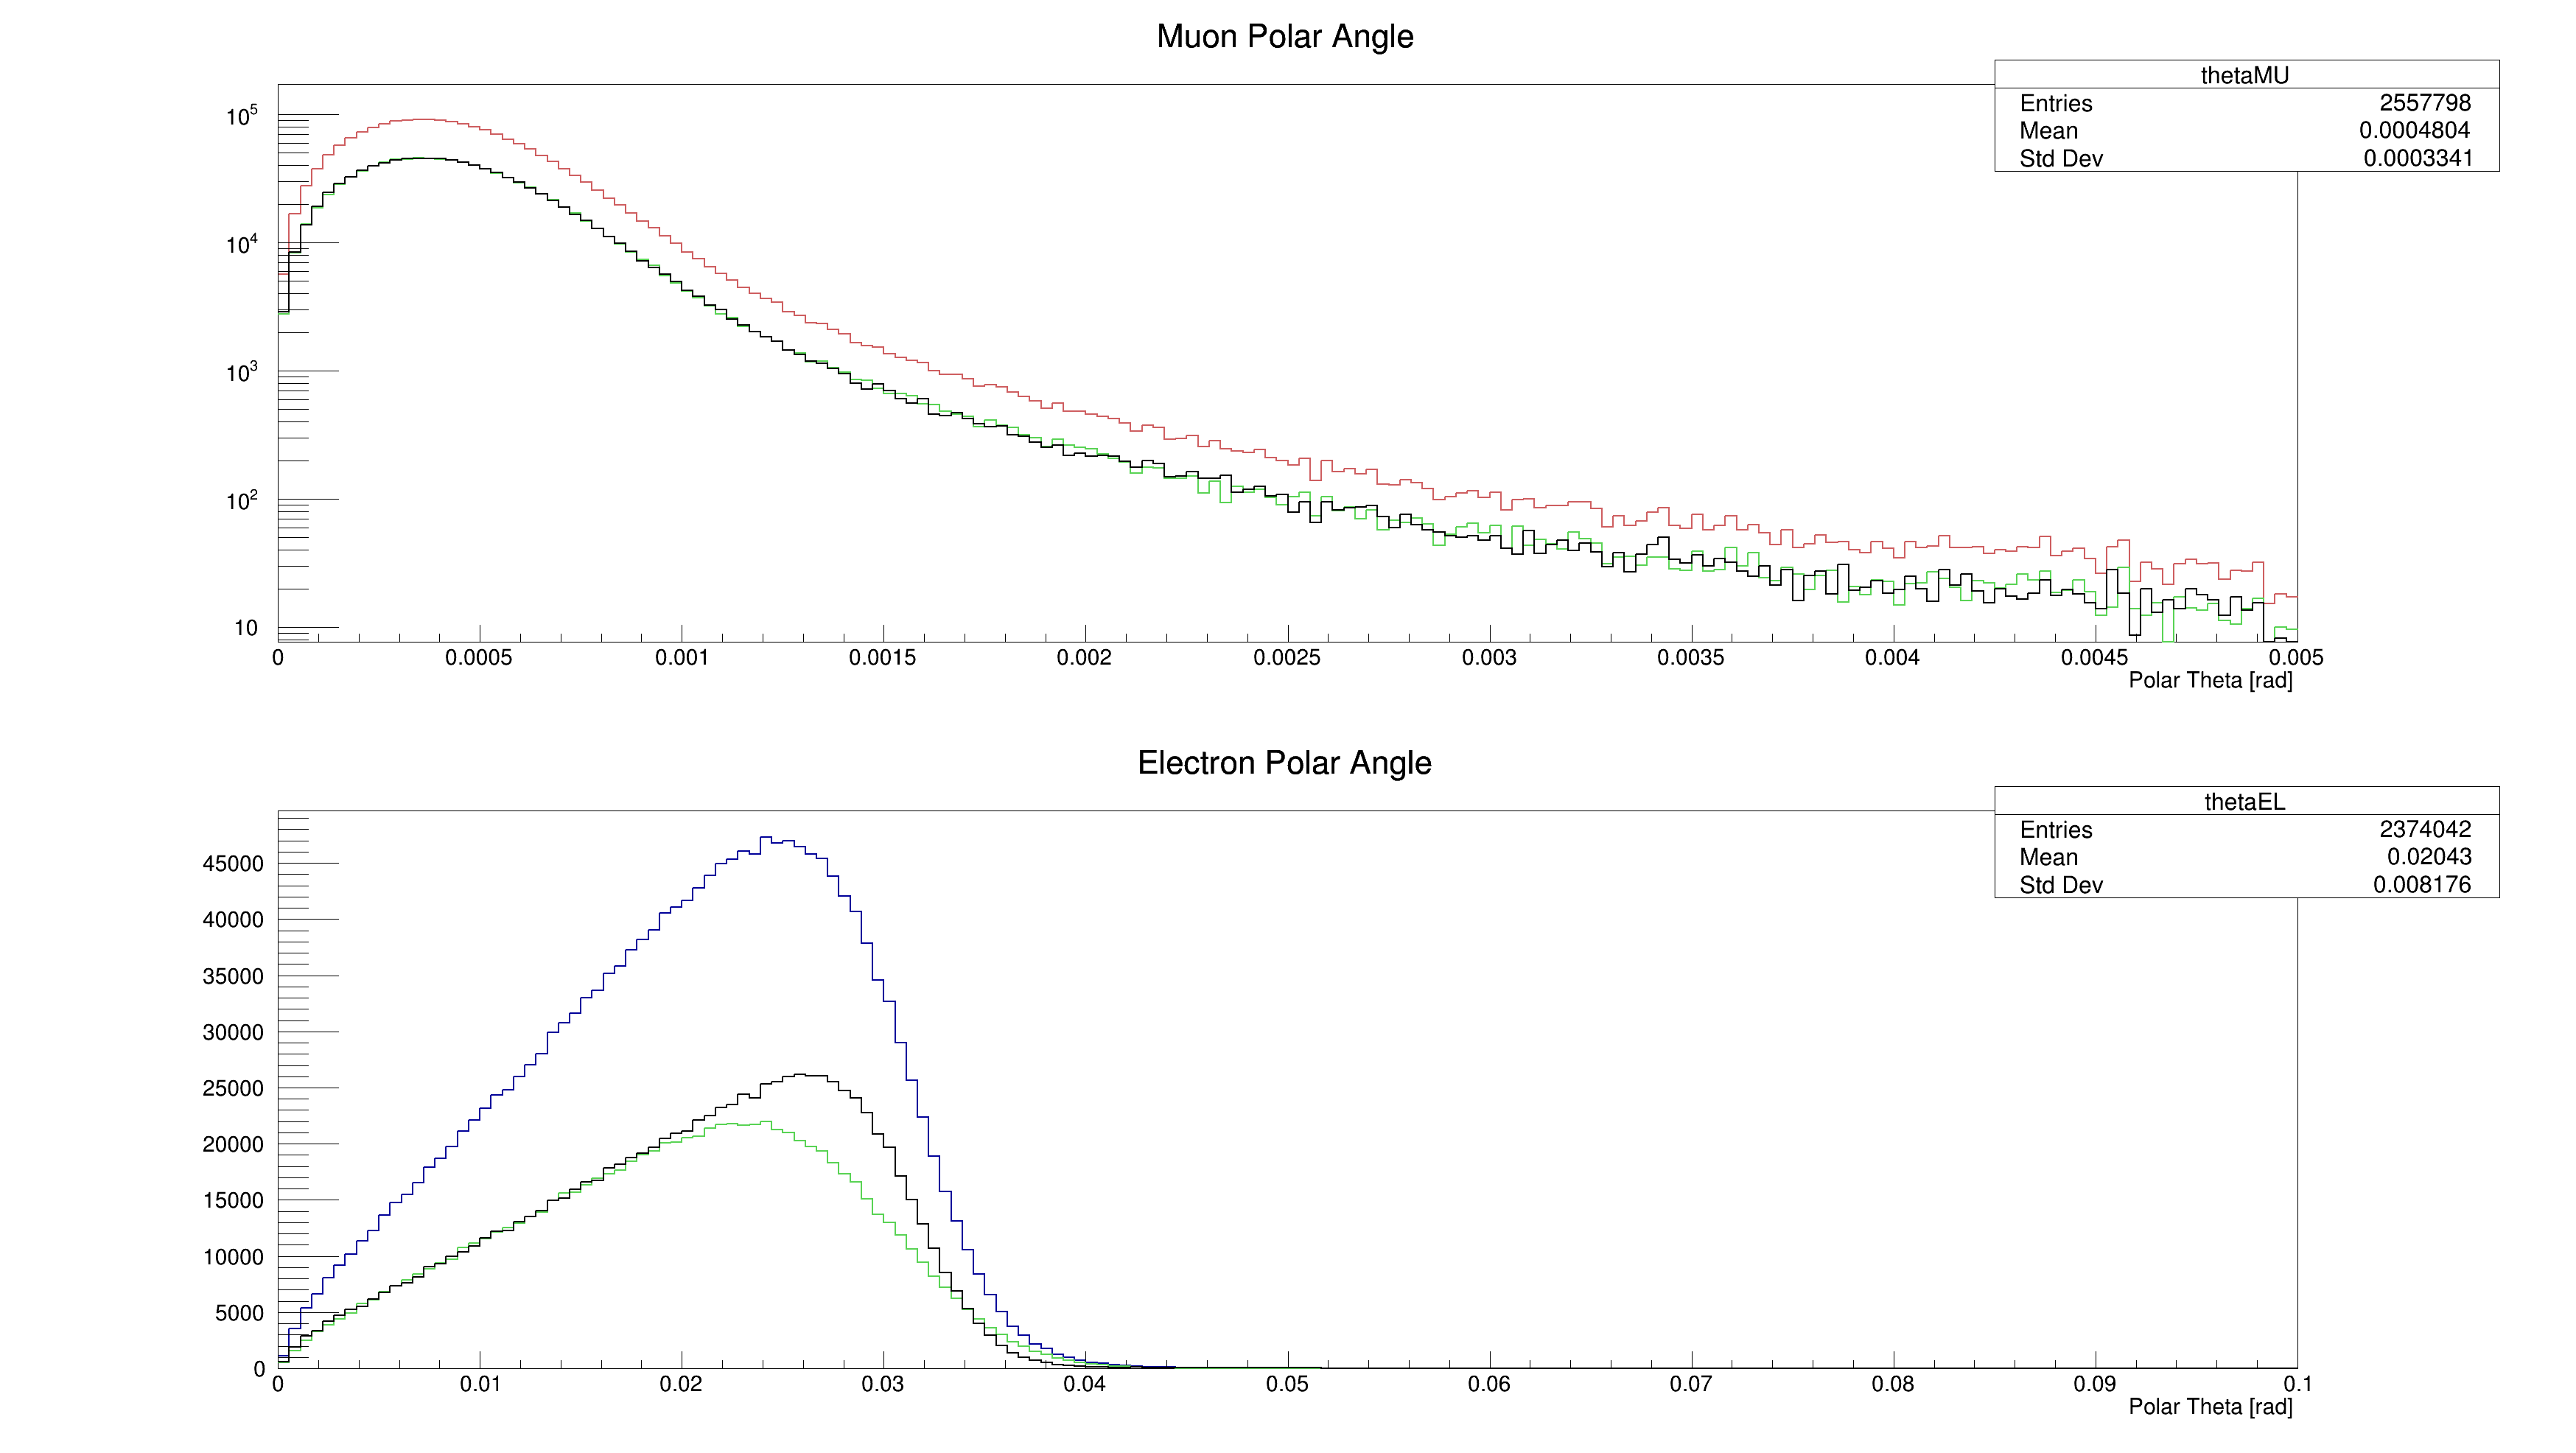 Muon Polar Angle
thetaMU
Entries 2557798
Mean 0.0004804
Std Dev 0.0003341
10^5
10^4
10^3
10^2
10
0 0.0005 0.001 0.0015 0.002 0.0025 0.003 0.0035 0.004 0.0045 0.005
Polar Theta [rad]
Electron Polar Angle
thetaEL
Entries 2374042
Mean 0.02043
Std Dev 0.008176
45000
40000
35000
30000
25000
20000
15000
10000
5000
0
0 0.01 0.02 0.03 0.04 0.05 0.06 0.07 0.08 0.09 0.1
Polar Theta [rad]